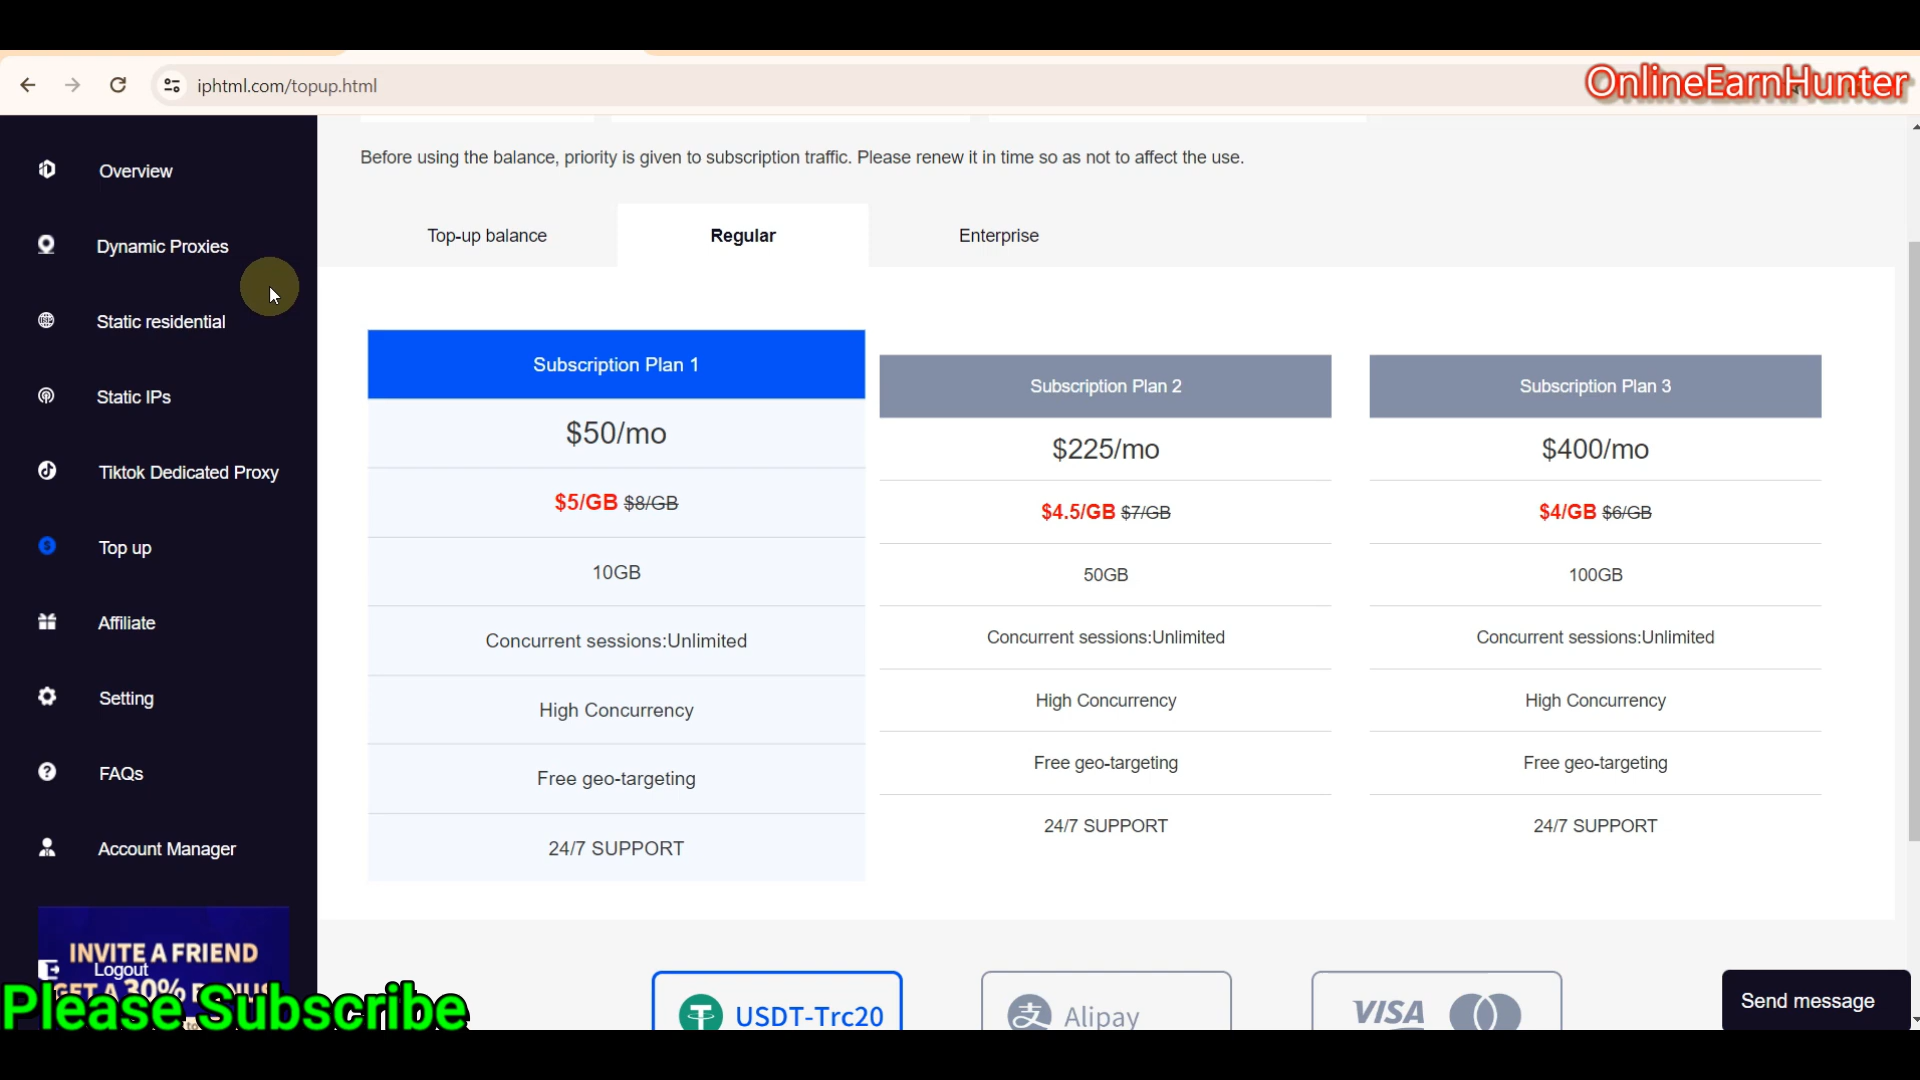 iphtml.com/topup.html
OnlineEarnHunter
Overview
Dynamic Proxies
Static residential
Static IPs
Tiktok Dedicated Proxy
Top up
Affiliate
Setting
FAQs
Account Manager
INVITE A FRIEND
Logout
GET A 30% BONUS
Please Subscribe
Before using the balance, priority is given to subscription traffic. Please renew it in time so as not to affect the use.
Top-up balance
Regular
Enterprise
Subscription Plan 1
$50/mo
$5/GB $8/GB
10GB
Concurrent sessions:Unlimited
High Concurrency
Free geo-targeting
24/7 SUPPORT
Subscription Plan 2
$225/mo
$4.5/GB $7/GB
50GB
Concurrent sessions:Unlimited
High Concurrency
Free geo-targeting
24/7 SUPPORT
Subscription Plan 3
$400/mo
$4/GB $6/GB
100GB
Concurrent sessions:Unlimited
High Concurrency
Free geo-targeting
24/7 SUPPORT
USDT-Trc20
支 Alipay
VISA
Send message